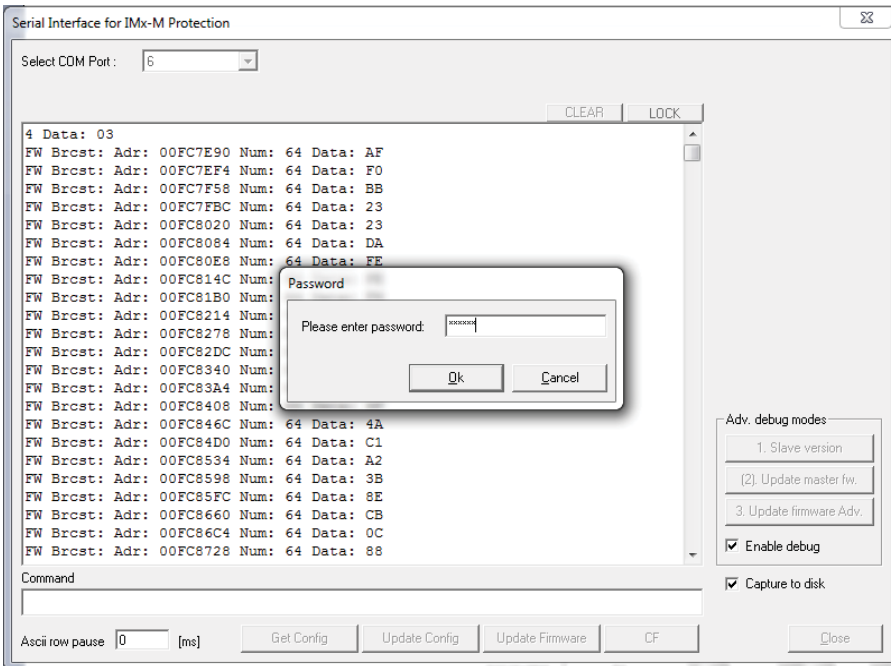 Serial Interface for IMx-M Protection
Select COM Port : 6
CLEAR LOCK
4 Data: 03
FW Brcst: Adr: 00FC7E90 Num: 64 Data: AF
FW Brcst: Adr: 00FC7EF4 Num: 64 Data: F0
FW Brcst: Adr: 00FC7F58 Num: 64 Data: BB
FW Brcst: Adr: 00FC7FBC Num: 64 Data: 23
FW Brcst: Adr: 00FC8020 Num: 64 Data: 23
FW Brcst: Adr: 00FC8084 Num: 64 Data: DA
FW Brcst: Adr: 00FC80E8 Num: 64 Data: FE
FW Brcst: Adr: 00FC814C Num:
FW Brcst: Adr: 00FC81B0 Num:
FW Brcst: Adr: 00FC8214 Num:
FW Brcst: Adr: 00FC8278 Num:
FW Brcst: Adr: 00FC82DC Num:
FW Brcst: Adr: 00FC8340 Num:
FW Brcst: Adr: 00FC83A4 Num:
FW Brcst: Adr: 00FC8408 Num:
FW Brcst: Adr: 00FC846C Num: 64 Data: 4A
FW Brcst: Adr: 00FC84D0 Num: 64 Data: C1
FW Brcst: Adr: 00FC8534 Num: 64 Data: A2
FW Brcst: Adr: 00FC8598 Num: 64 Data: 3B
FW Brcst: Adr: 00FC85FC Num: 64 Data: 8E
FW Brcst: Adr: 00FC8660 Num: 64 Data: CB
FW Brcst: Adr: 00FC86C4 Num: 64 Data: 0C
FW Brcst: Adr: 00FC8728 Num: 64 Data: 88
Password
Please enter password: ××××××
Ok Cancel
Adv. debug modes
1. Slave version
(2). Update master fw.
3. Update firmware Adv.
Enable debug
Capture to disk
Command
Ascii row pause 0 [ms] Get Config Update Config Update Firmware CF Close